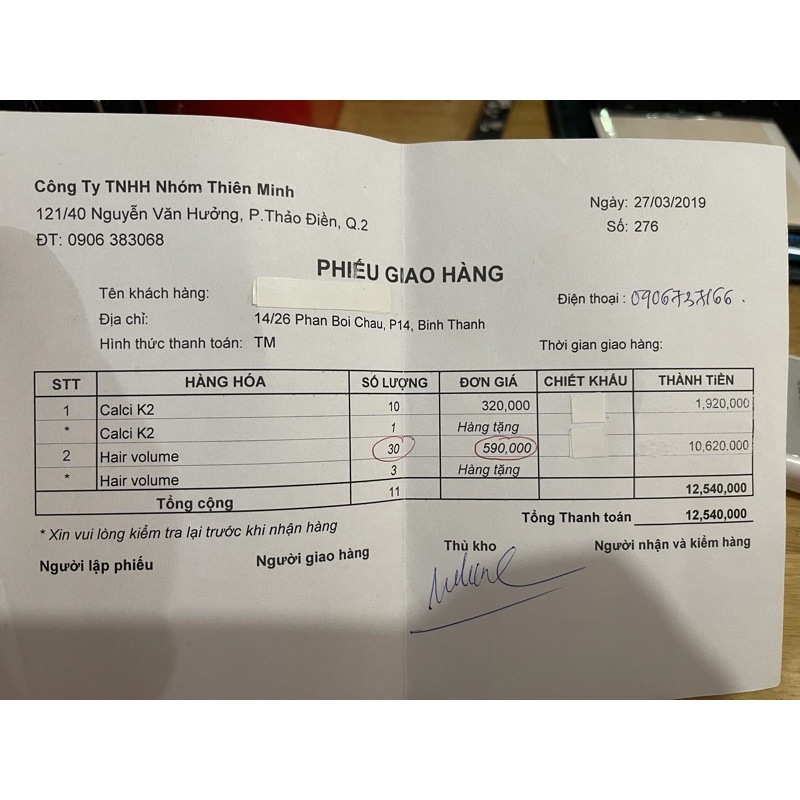 Công Ty TNHH Nhóm Thiên Minh
121/40 Nguyễn Văn Hưởng, P.Thảo Điền, Q.2
ĐT: 0906 383068
Ngày: 27/03/2019
Số: 276
PHIẾU GIAO HÀNG
Tên khách hàng:
Điện thoại : 0906737166.
Địa chỉ: 14/26 Phan Boi Chau, P14, Binh Thanh
Hình thức thanh toán: TM
Thời gian giao hàng:
STT HÀNG HÓA SỐ LƯỢNG ĐƠN GIÁ CHIẾT KHẤU THÀNH TIỀN
1 Calci K2 10 320,000 1,920,000
* Calci K2 1 Hàng tặng
2 Hair volume 30 590,000 10,620,000
* Hair volume 3 Hàng tặng
Tổng cộng 11 12,540,000
Tổng Thanh toán 12,540,000
* Xin vui lòng kiểm tra lại trước khi nhận hàng
Người lập phiếu Người giao hàng Thủ kho Người nhận và kiểm hàng